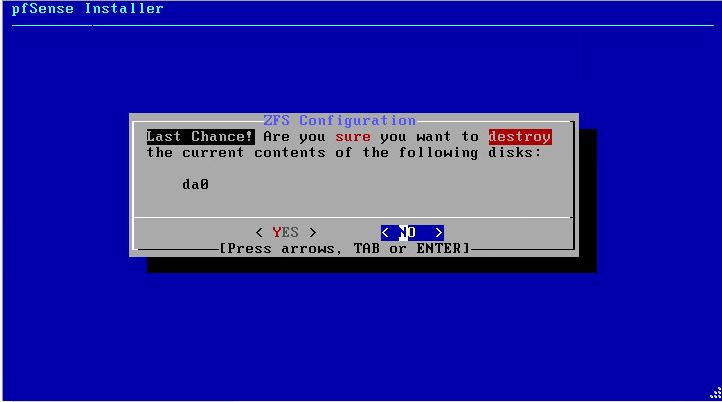 pfSense Installer
ZFS Configuration
Last Chance! Are you sure you want to destroy
the current contents of the following disks:
da0
< YES > < NO >
[Press arrows, TAB or ENTER]